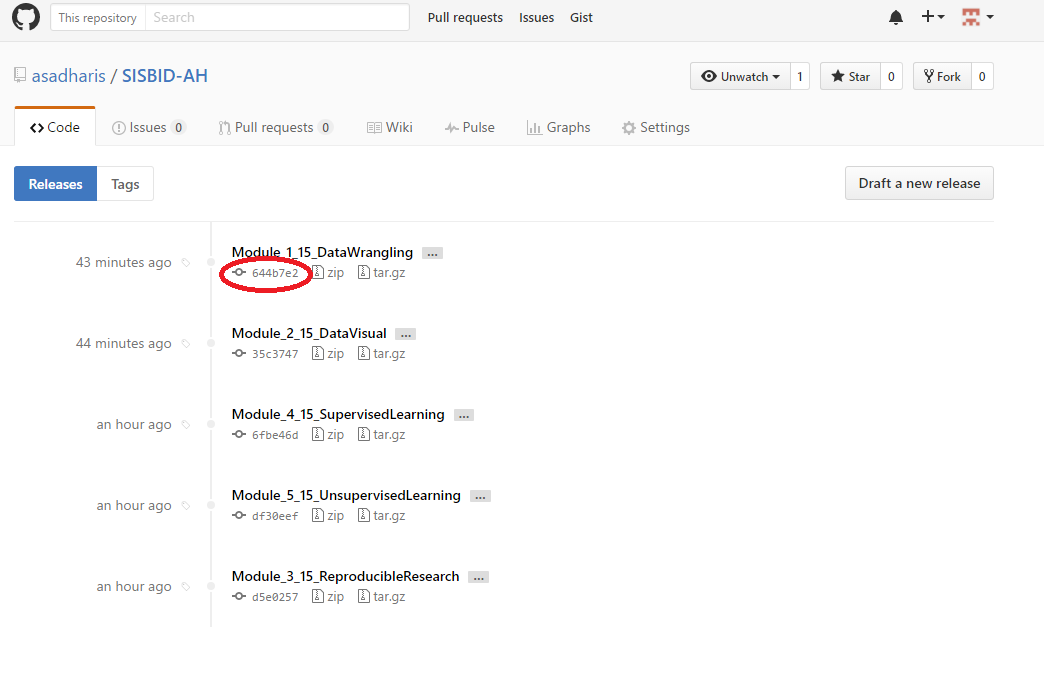 This repository Search Pull requests Issues Gist
asadharis / SISBID-AH Unwatch 1 Star 0 Fork 0
Code Issues 0 Pull requests 0 Wiki Pulse Graphs Settings
Releases Tags Draft a new release
Module_1_15_DataWrangling ...
43 minutes ago
644b7e2 zip tar.gz
Module_2_15_DataVisual ...
44 minutes ago
35c3747 zip tar.gz
Module_4_15_SupervisedLearning ...
an hour ago
6fbe46d zip tar.gz
Module_5_15_UnsupervisedLearning ...
an hour ago
df30eef zip tar.gz
Module_3_15_ReproducibleResearch ...
an hour ago
d5e0257 zip tar.gz